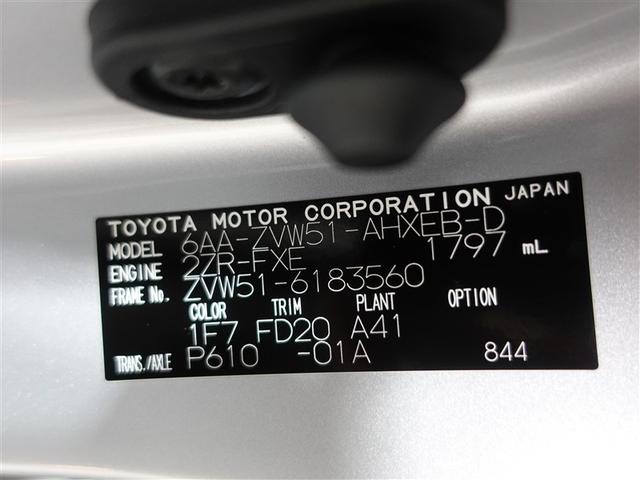 TOYOTA MOTOR CORPORATION JAPAN
MODEL 6AA-ZVW51-AHXEB-D
ENGINE 2ZR-FXE 1797 mL
FRAME No. ZVW51-6183560
COLOR TRIM PLANT OPTION
1F7 FD20 A41
TRANS./AXLE P610 -01A 844